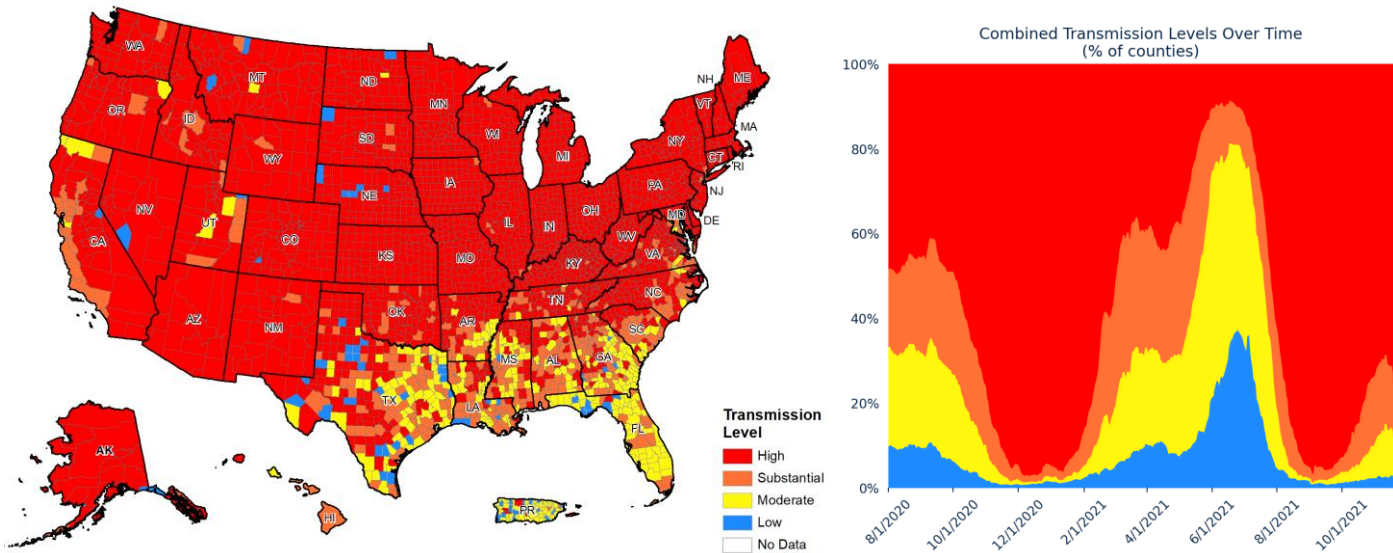 WA
MT
ND
MN
OR
ID
SD
WI
WY
MI
NH
VT
ME
MA
NY
CT
RI
NJ
PA
DE
MD
NV
UT
CA
CO
NE
IA
IL
IN
OH
WV
VA
KS
MO
KY
NC
TN
AZ
NM
OK
AR
SC
MS
AL
GA
TX
LA
FL
AK
HI
PR
Transmission
Level
High
Substantial
Moderate
Low
No Data
Combined Transmission Levels Over Time
(% of counties)
100%
80%
60%
40%
20%
0%
8/1/2020
10/1/2020
12/1/2020
2/1/2021
4/1/2021
6/1/2021
8/1/2021
10/1/2021